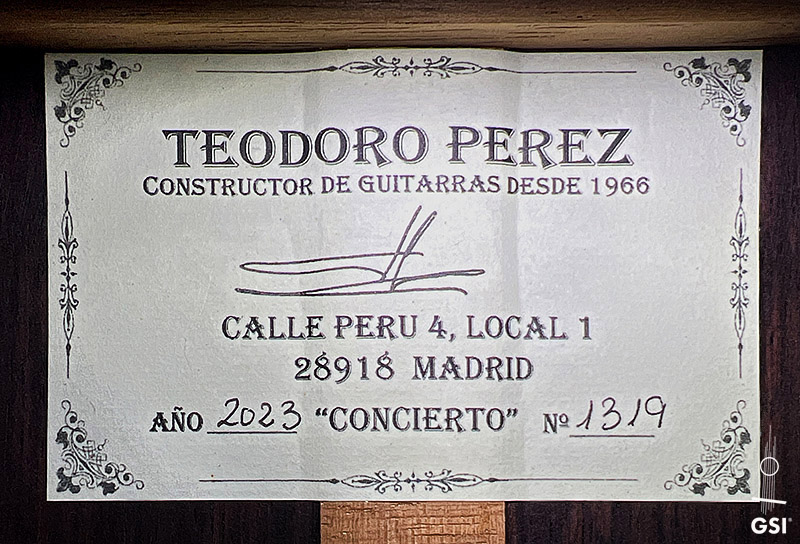 TEODORO PEREZ
CONSTRUCTOR DE GUITARRAS DESDE 1966
CALLE PERU 4, LOCAL 1
28918 MADRID
AÑO 2023 “CONCIERTO” Nº 1319
GSI